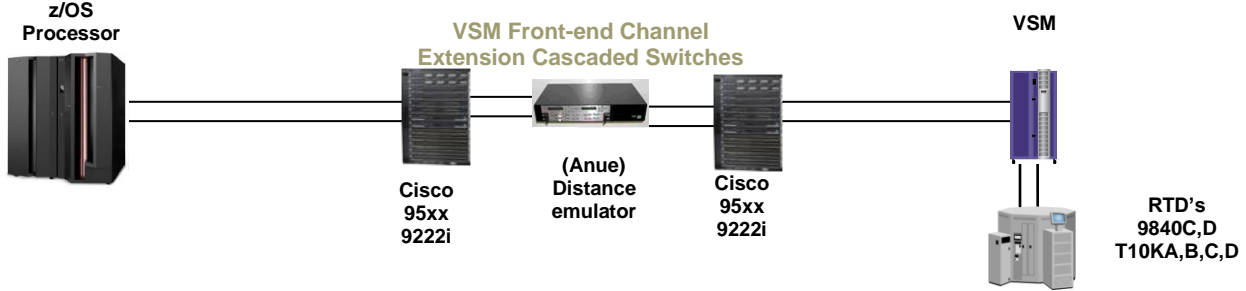 z/OS
Processor
VSM Front-end Channel
Extension Cascaded Switches
VSM
(Anue)
Distance
emulator
Cisco
95xx
9222i
Cisco
95xx
9222i
RTD's
9840C,D
T10KA,B,C,D